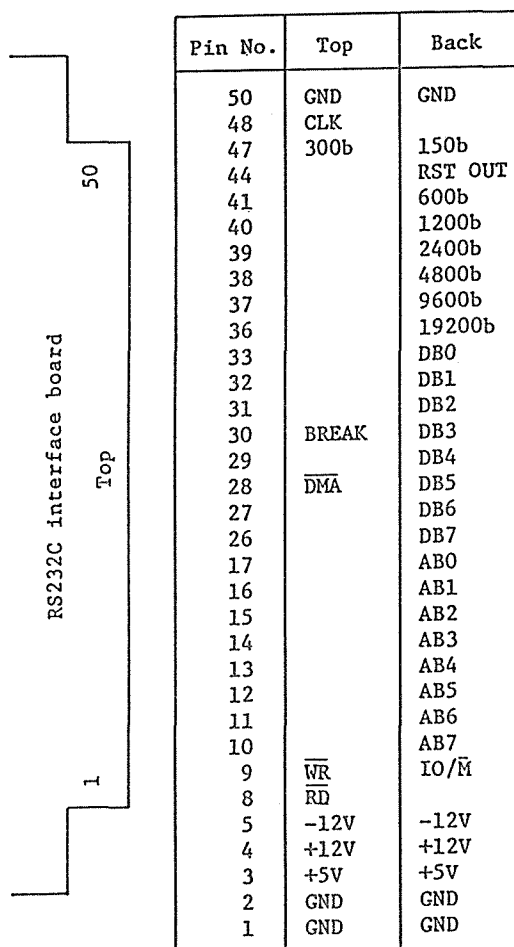 Pin No. Top Back
50 GND GND
48 CLK
47 300b 150b
44 RST OUT
41 600b
40 1200b
39 2400b
38 4800b
37 9600b
36 19200b
33 DB0
32 DB1
31 DB2
30 BREAK DB3
29 DB4
28 D̅M̅A̅ DB5
27 DB6
26 DB7
17 AB0
16 AB1
15 AB2
14 AB3
13 AB4
12 AB5
11 AB6
10 AB7
9 W̅R̅ IO/M̅
8 R̅D̅
5 -12V -12V
4 +12V +12V
3 +5V +5V
2 GND GND
1 GND GND
RS232C interface board
Top
50
1